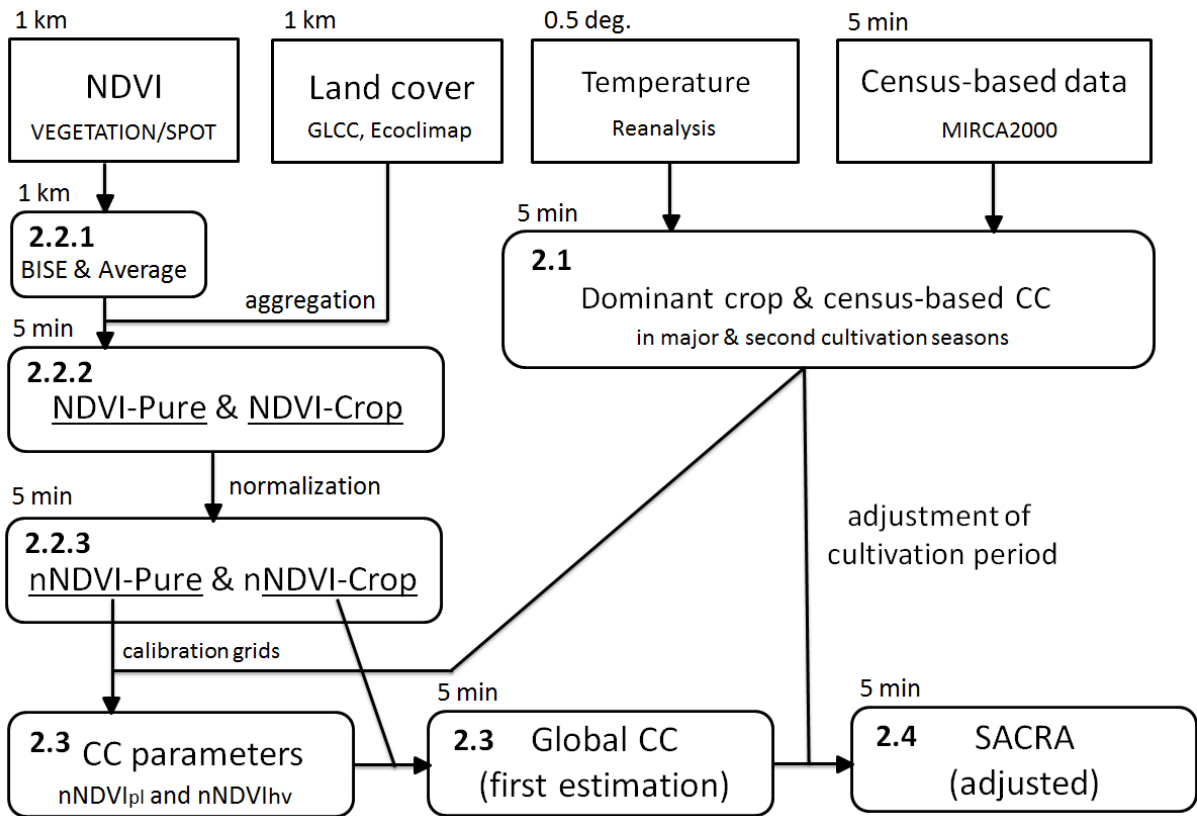 1 km
1 km
0.5 deg.
5 min
NDVI
VEGETATION/SPOT
Land cover
GLCC, Ecoclimap
Temperature
Reanalysis
Census-based data
MIRCA2000
1 km
2.2.1
BISE & Average
aggregation
5 min
2.1
Dominant crop & census-based CC
in major & second cultivation seasons
5 min
2.2.2
NDVI-Pure & NDVI-Crop
normalization
5 min
2.2.3
nNDVI-Pure & nNDVI-Crop
adjustment of
cultivation period
calibration grids
2.3 CC parameters
nNDVIpl and nNDVIhv
5 min
2.3 Global CC
(first estimation)
5 min
2.4 SACRA
(adjusted)